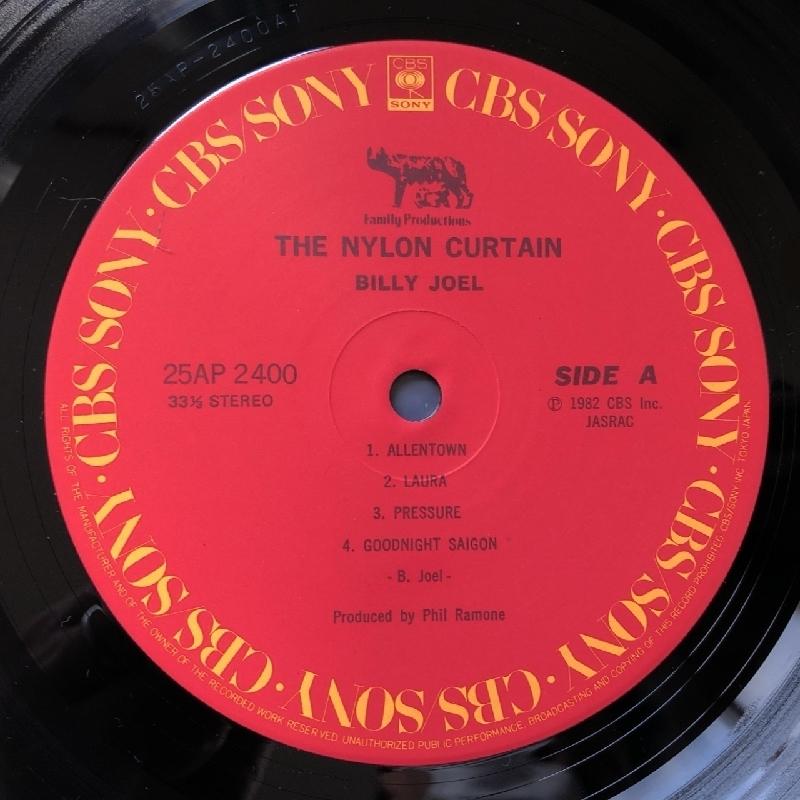 25AP-2400A7
CBS
SONY
CBS/SONY · CBS/SONY · CBS/SONY · CBS/SONY · CBS/SONY · CBS/SONY · CBS/SONY · CBS/SONY
Family Productions
THE NYLON CURTAIN
BILLY JOEL
25AP 2400
33⅓ STEREO
SIDE A
Ⓟ 1982 CBS Inc.
JASRAC
1. ALLENTOWN
2. LAURA
3. PRESSURE
4. GOODNIGHT SAIGON
- B. Joel -
Produced by Phil Ramone
ALL RIGHTS OF THE MANUFACTURER AND OF THE OWNER OF THE RECORDED WORK RESERVED. UNAUTHORIZED PUBLIC PERFORMANCE, BROADCASTING AND COPYING OF THIS RECORD PROHIBITED. CBS/SONY INC. TOKYO JAPAN.